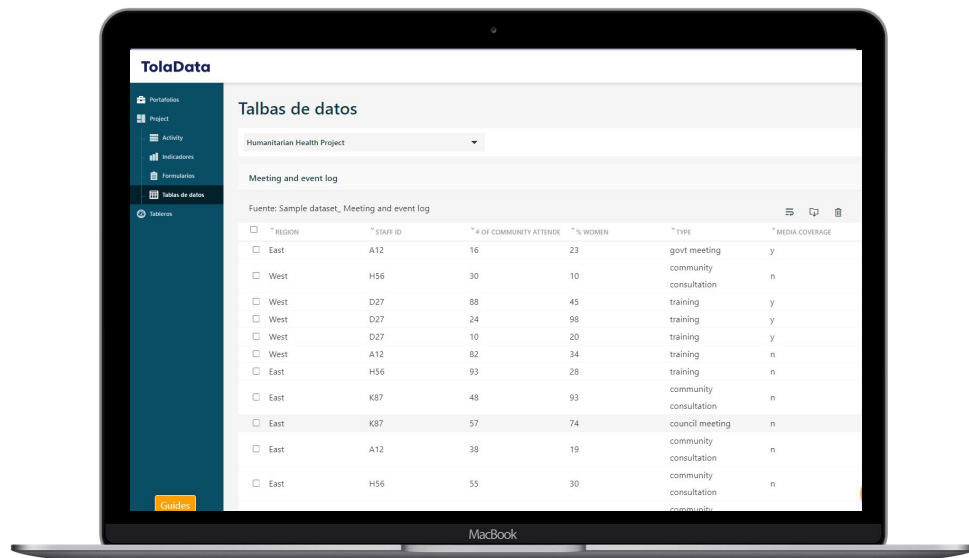 TolaData
Portafolios
Project
Activity
Indicadores
Formularios
Tablas de datos
Tableros
Guides
Talbas de datos
Humanitarian Health Project
Meeting and event log
Fuente: Sample dataset_ Meeting and event log
REGION STAFF ID # OF COMMUNITY ATTENDE % WOMEN TYPE MEDIA COVERAGE
East A12 16 23 govt meeting y
West H56 30 10 community consultation n
West D27 88 45 training y
West D27 24 98 training y
West D27 10 20 training y
West A12 82 34 training n
East H56 93 28 training n
East K87 48 93 community consultation n
East K87 57 74 council meeting n
East A12 38 19 community consultation n
East H56 55 30 community consultation n
community
MacBook